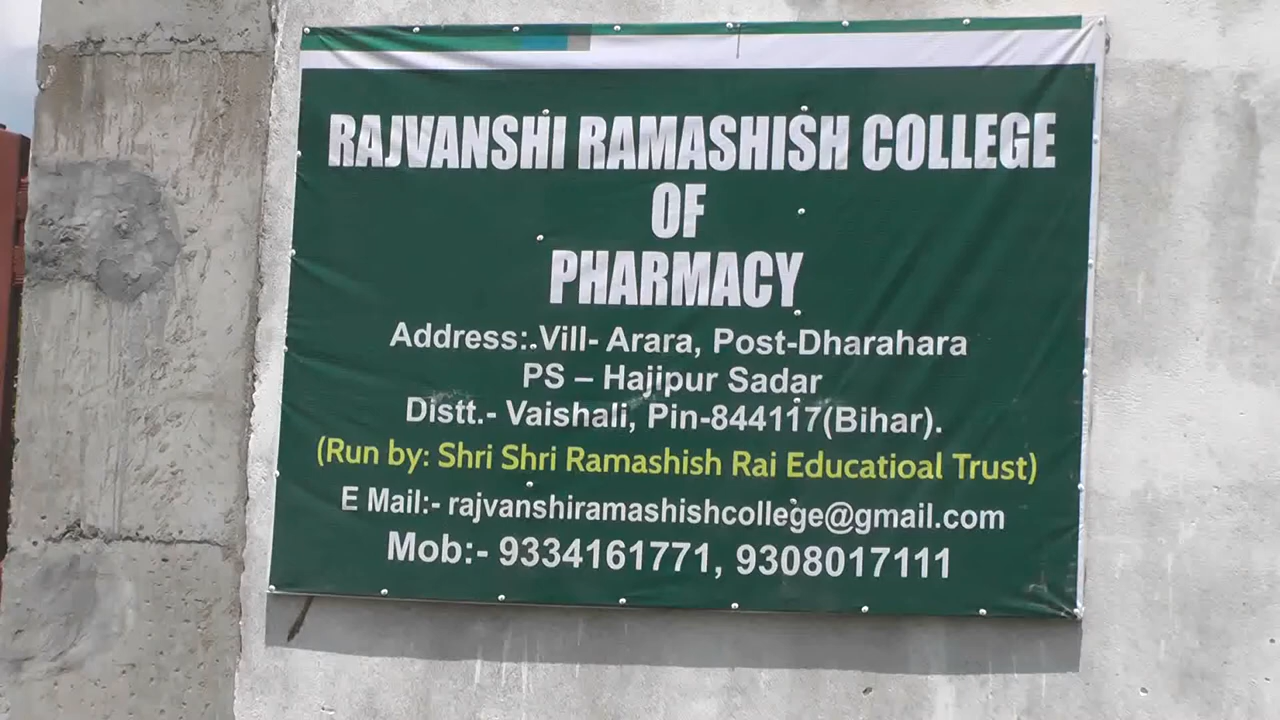 RAJVANSHI RAMASHISH COLLEGE
OF
PHARMACY
Address:.Vill- Arara, Post-Dharahara
PS – Hajipur Sadar
Distt.- Vaishali, Pin-844117(Bihar).
(Run by: Shri Shri Ramashish Rai Educatioal Trust)
E Mail:- rajvanshiramashishcollege@gmail.com
Mob:- 9334161771, 9308017111